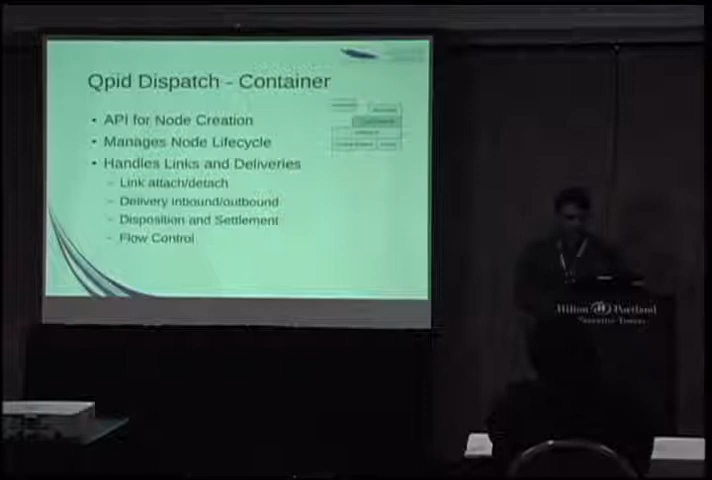 Qpid Dispatch - Container
• API for Node Creation
• Manages Node Lifecycle
• Handles Links and Deliveries
– Link attach/detach
– Delivery inbound/outbound
– Disposition and Settlement
– Flow Control
Hilton Portland